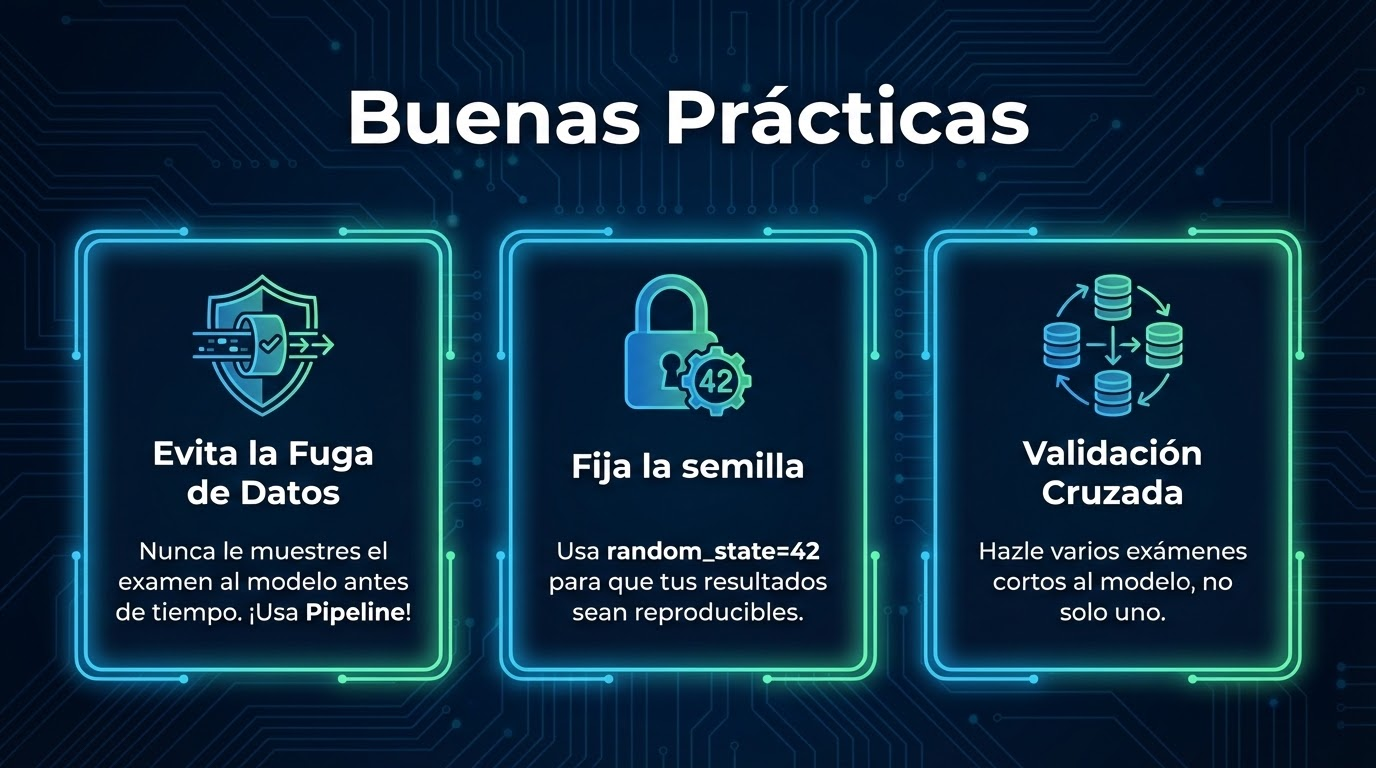 Buenas Prácticas
Evita la Fuga
de Datos
Nunca le muestres el
examen al modelo antes
de tiempo. ¡Usa Pipeline!
42
Fija la semilla
Usa random_state=42
para que tus resultados
sean reproducibles.
Validación
Cruzada
Hazle varios exámenes
cortos al modelo, no
solo uno.